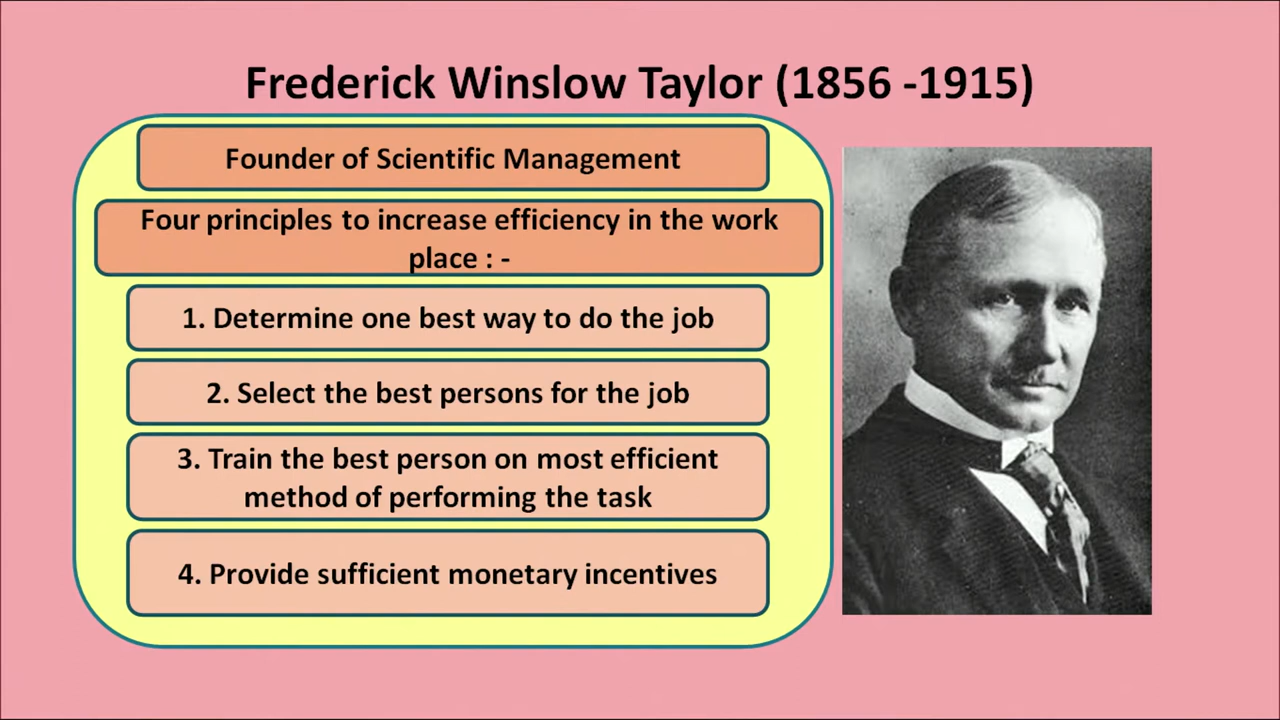 Frederick Winslow Taylor (1856 -1915)
Founder of Scientific Management
Four principles to increase efficiency in the work
place : -
1. Determine one best way to do the job
2. Select the best persons for the job
3. Train the best person on most efficient
method of performing the task
4. Provide sufficient monetary incentives